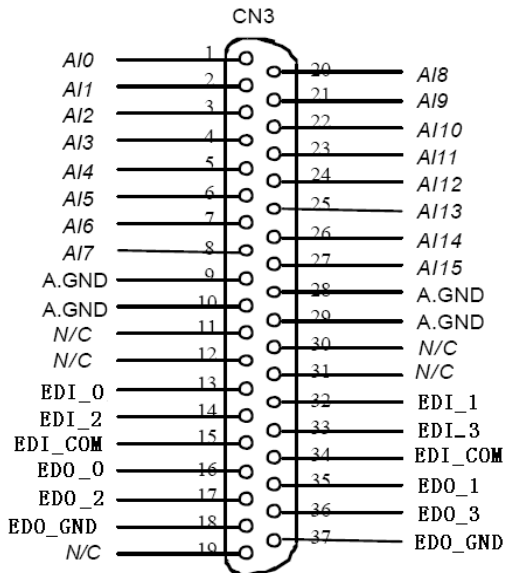 CN3
AI0 1
20 AI8
AI1 2
21 AI9
AI2 3
22 AI10
AI3 4
23 AI11
AI4 5
24 AI12
AI5 6
25 AI13
AI6 7
26 AI14
AI7 8
27 AI15
A.GND 9
28 A.GND
A.GND 10
29 A.GND
N/C 11
30 N/C
N/C 12
31 N/C
EDI_0 13
32 EDI_1
EDI_2 14
33 EDI_3
EDI_COM 15
34 EDI_COM
EDO_0 16
35 EDO_1
EDO_2 17
36 EDO_3
EDO_GND 18
37 EDO_GND
N/C 19